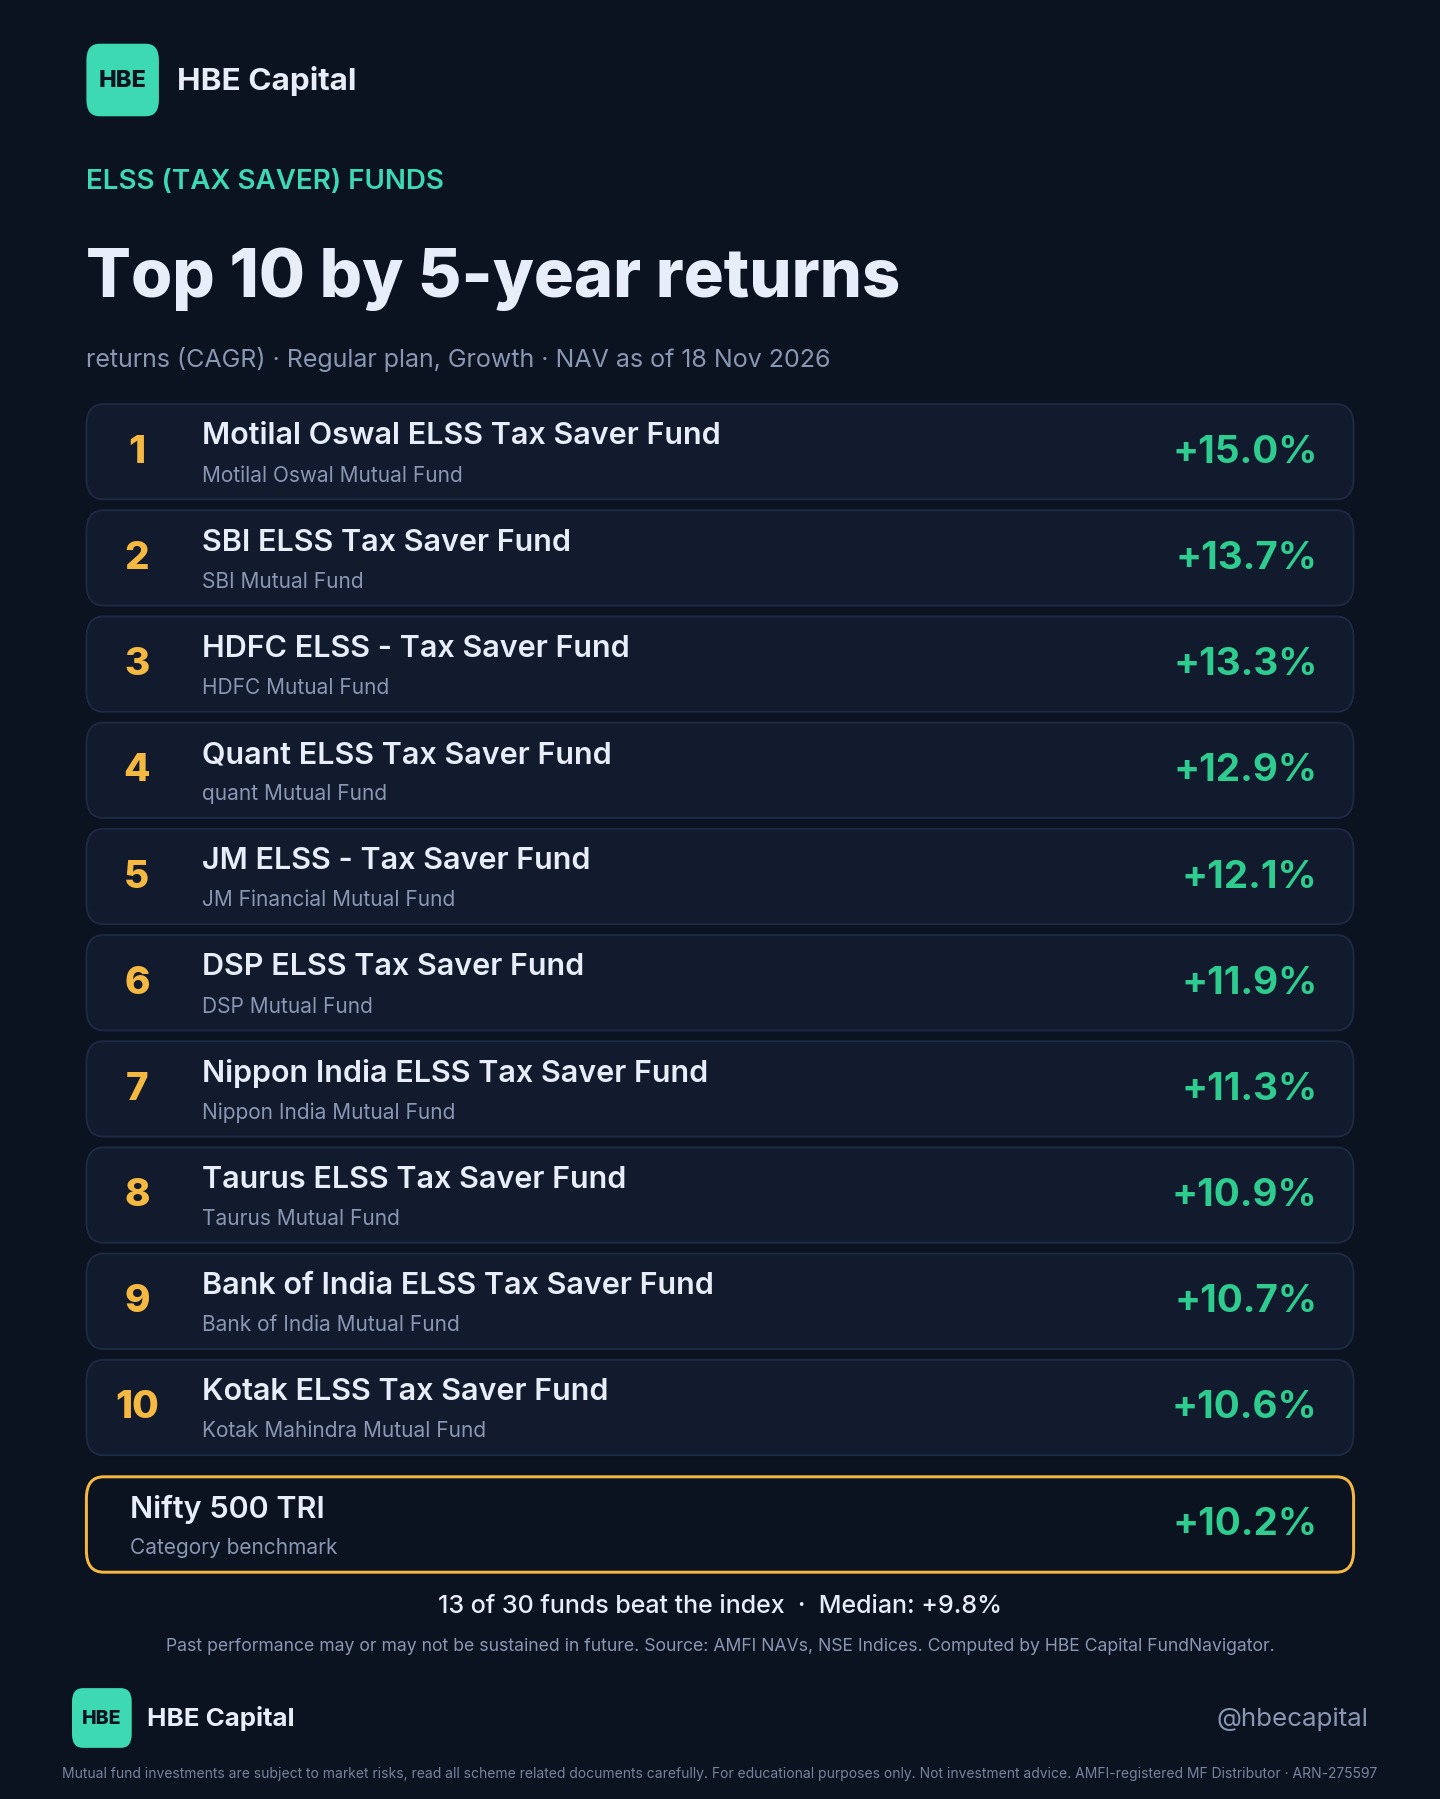 HBE
HBE Capital
ELSS (TAX SAVER) FUNDS
Top 10 by 5-year returns
returns (CAGR) · Regular plan, Growth · NAV as of 18 Nov 2026
1
Motilal Oswal ELSS Tax Saver Fund
Motilal Oswal Mutual Fund
+15.0%
2
SBI ELSS Tax Saver Fund
SBI Mutual Fund
+13.7%
3
HDFC ELSS - Tax Saver Fund
HDFC Mutual Fund
+13.3%
4
Quant ELSS Tax Saver Fund
quant Mutual Fund
+12.9%
5
JM ELSS - Tax Saver Fund
JM Financial Mutual Fund
+12.1%
6
DSP ELSS Tax Saver Fund
DSP Mutual Fund
+11.9%
7
Nippon India ELSS Tax Saver Fund
Nippon India Mutual Fund
+11.3%
8
Taurus ELSS Tax Saver Fund
Taurus Mutual Fund
+10.9%
9
Bank of India ELSS Tax Saver Fund
Bank of India Mutual Fund
+10.7%
10
Kotak ELSS Tax Saver Fund
Kotak Mahindra Mutual Fund
+10.6%
Nifty 500 TRI
Category benchmark
+10.2%
13 of 30 funds beat the index · Median: +9.8%
Past performance may or may not be sustained in future. Source: AMFI NAVs, NSE Indices. Computed by HBE Capital FundNavigator.
HBE
HBE Capital
@hbecapital
Mutual fund investments are subject to market risks, read all scheme related documents carefully. For educational purposes only. Not investment advice. AMFI-registered MF Distributor · ARN-275597